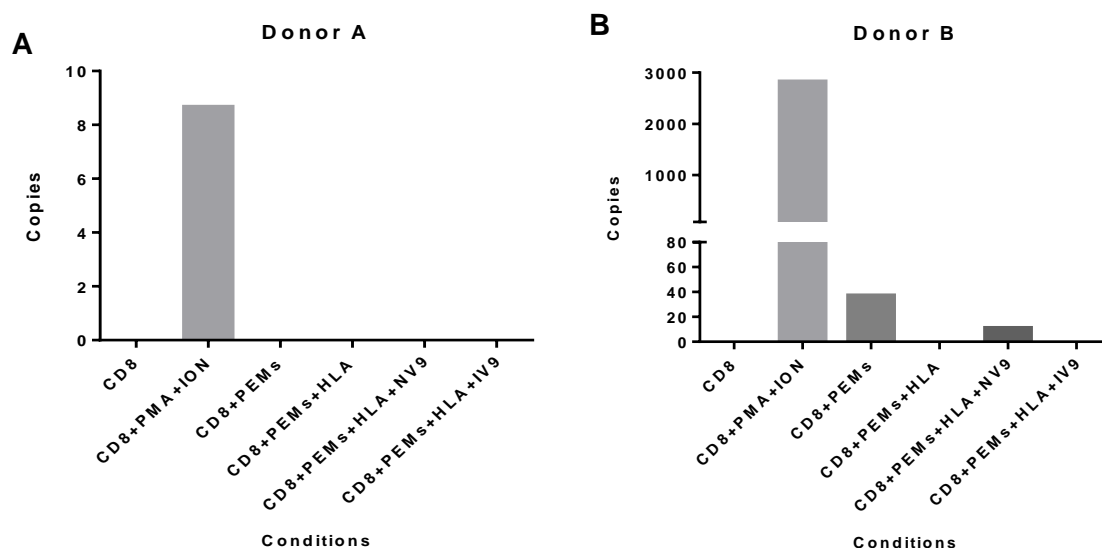 A
Donor A
Copies
10
8
6
4
2
0
CD8
CD8+PMA+ION
CD8+PEMs
CD8+PEMs+HLA
CD8+PEMs+HLA+NV9
CD8+PEMs+HLA+IV9
Conditions
B
Donor B
Copies
3000
2000
1000
80
60
40
20
0
CD8
CD8+PMA+ION
CD8+PEMs
CD8+PEMs+HLA
CD8+PEMs+HLA+NV9
CD8+PEMs+HLA+IV9
Conditions